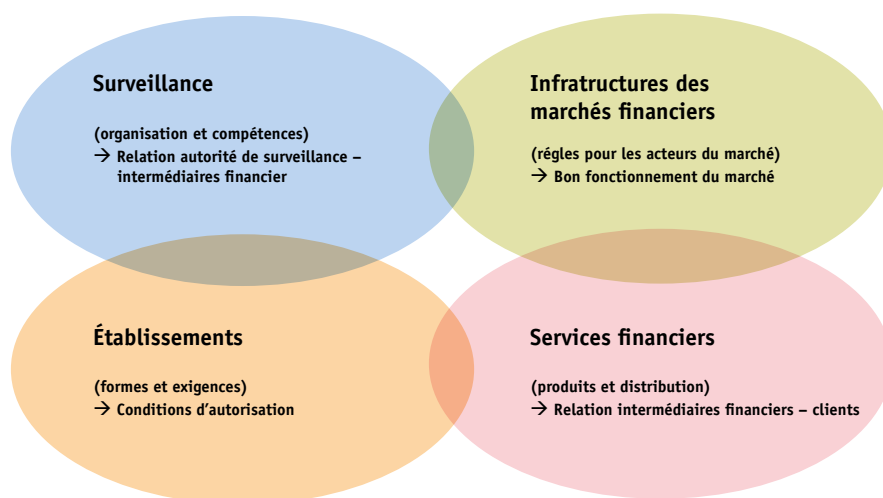 Surveillance
(organisation et compétences)
→ Relation autorité de surveillance –
intermédiaires financier
Infratructures des
marchés financiers
(régles pour les acteurs du marché)
→ Bon fonctionnement du marché
Établissements
(formes et exigences)
→ Conditions d'autorisation
Services financiers
(produits et distribution)
→ Relation intermédiaires financiers – clients